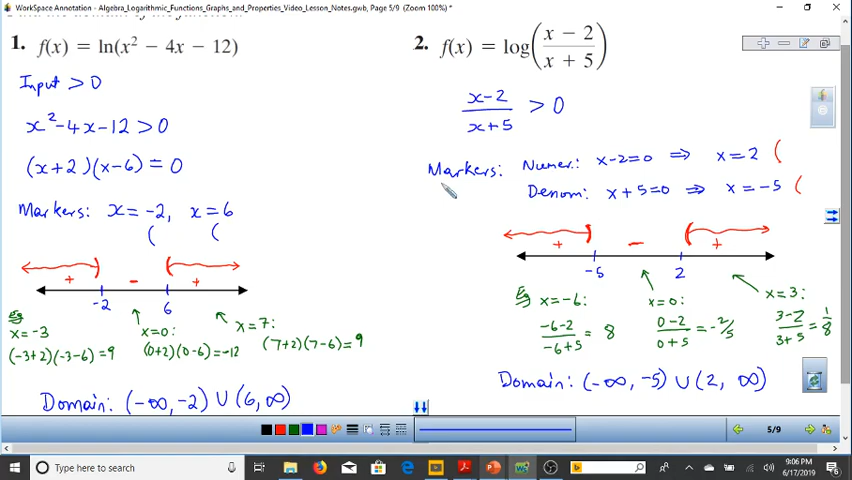 WorkSpace Annotation - Algebra_Logarithmic_Functions_Graphs_and_Properties_Video_Lesson_Notes.gwb, Page 5/9 (Zoom 100%) *
1. f(x) = ln(x² − 4x − 12)
Input > 0
x²-4x-12 > 0
(x+2)(x-6) = 0
Markers: x = -2, x = 6
( (
+ - +
-2 6
Eg
x = -3
(-3+2)(-3-6) = 9
x=0:
(0+2)(0-6) = -12
x = 7:
(7+2)(7-6) = 9
Domain: (-∞, -2) ∪ (6, ∞)
2. f(x) = log((x − 2)/(x + 5))
(x-2)/(x+5) > 0
Markers: Numer: x-2=0 ⇒ x = 2 (
Denom: x+5=0 ⇒ x = -5 (
+ - +
-5 2
Eg x = -6:
(-6-2)/(-6+5) = 8
x=0:
(0-2)/(0+5) = -2/5
x = 3:
(3-2)/(3+5) = 1/8
Domain: (-∞, -5) ∪ (2, ∞)
5/9
Type here to search
b
9:06 PM
6/17/2019